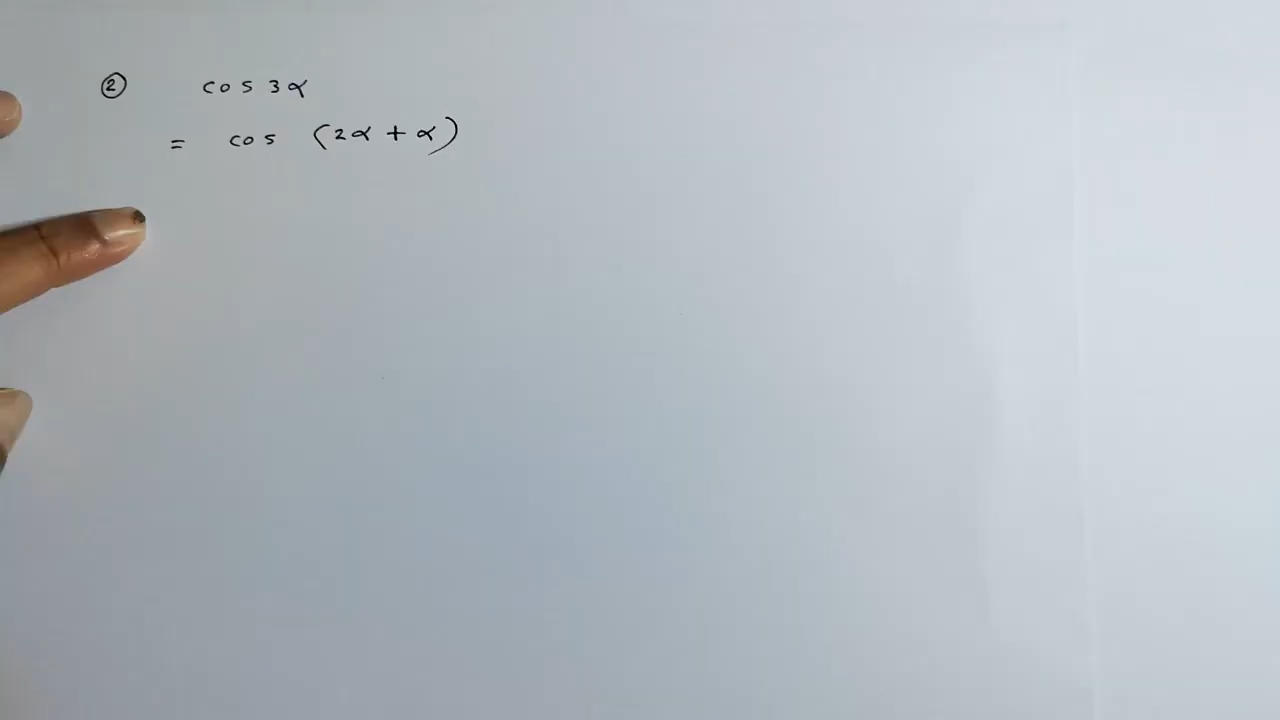 ② cos 3α
= cos (2α + α)